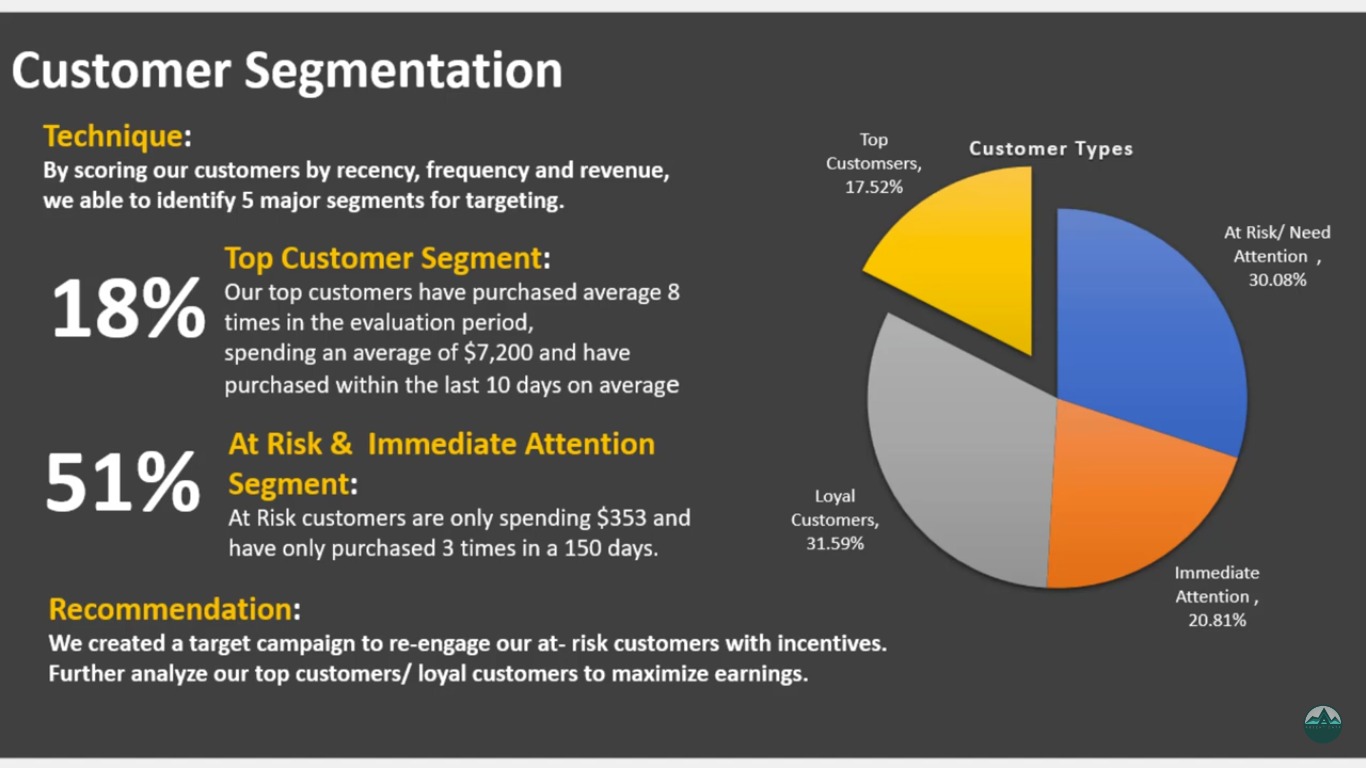 Customer Segmentation
Technique:
By scoring our customers by recency, frequency and revenue,
we able to identify 5 major segments for targeting.
18%
Top Customer Segment:
Our top customers have purchased average 8
times in the evaluation period,
spending an average of $7,200 and have
purchased within the last 10 days on average
51%
At Risk & Immediate Attention
Segment:
At Risk customers are only spending $353 and
have only purchased 3 times in a 150 days.
Recommendation:
We created a target campaign to re-engage our at- risk customers with incentives.
Further analyze our top customers/ loyal customers to maximize earnings.
Customer Types
Top
Customsers,
17.52%
At Risk/ Need
Attention ,
30.08%
Loyal
Customers,
31.59%
Immediate
Attention ,
20.81%